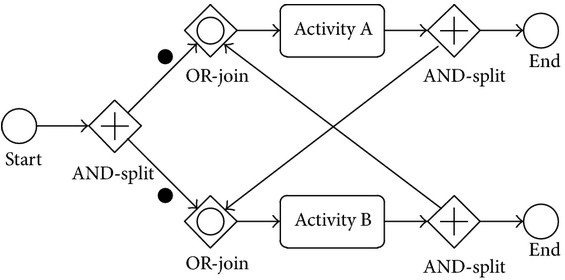 Activity A
OR-join
AND-split
End
Start
AND-split
Activity B
OR-join
AND-split
End